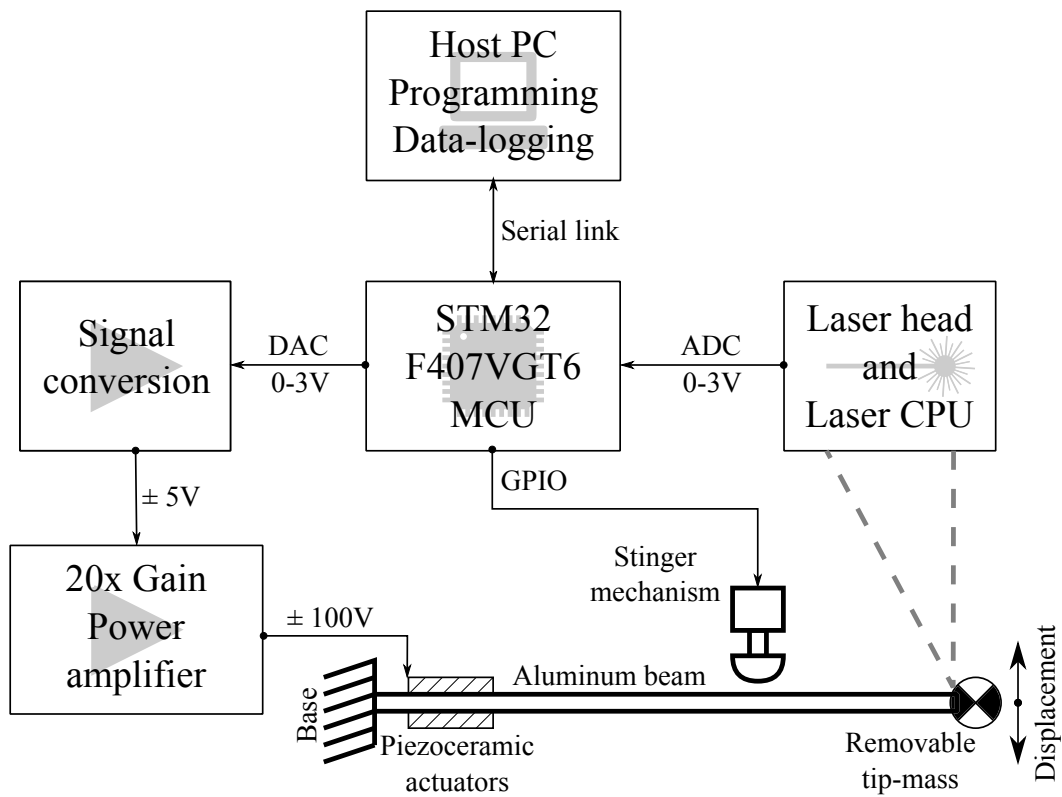 Host PC
Programming
Data-logging
Serial link
Signal
conversion
DAC
0-3V
STM32
F407VGT6
MCU
ADC
0-3V
Laser head
and
Laser CPU
± 5V
GPIO
20x Gain
Power
amplifier
± 100V
Stinger
mechanism
Base
Aluminum beam
Piezoceramic
actuators
Removable
tip-mass
Displacement